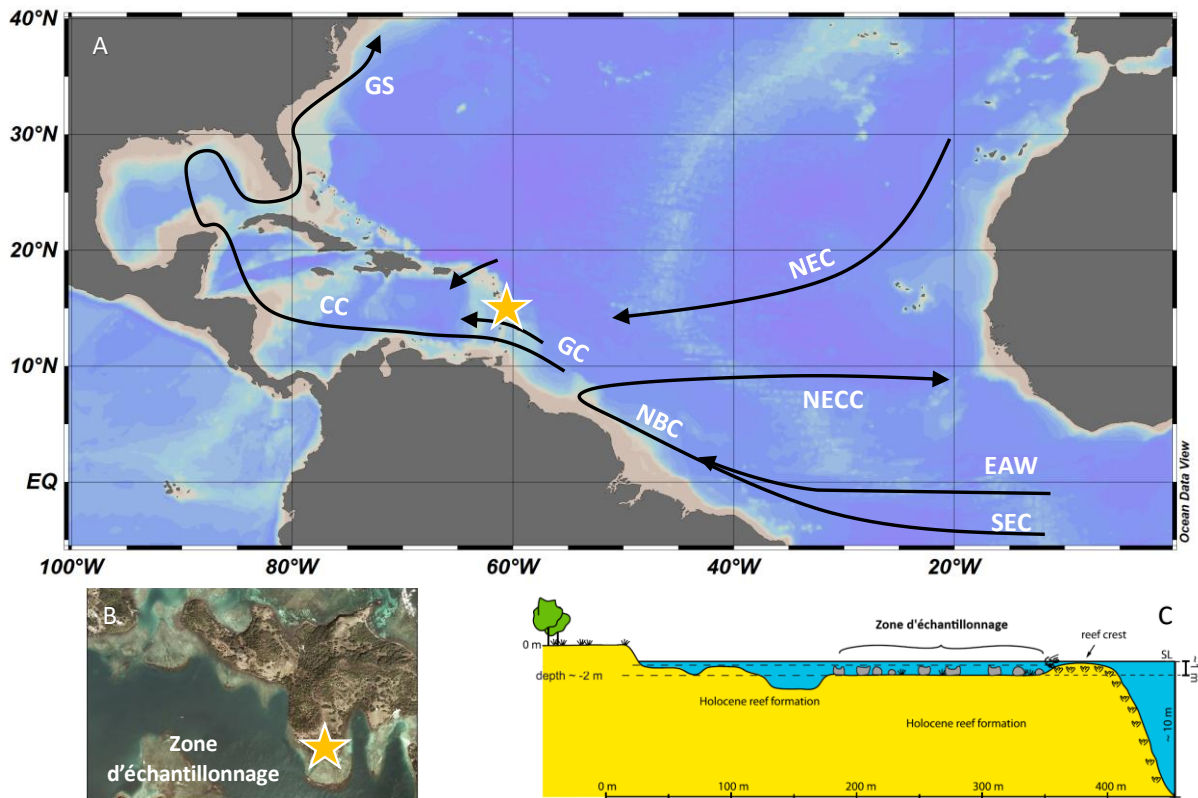 40°N
A
GS
30°N
20°N
NEC
CC
GC
10°N
NECC
NBC
EAW
EQ
SEC
Ocean Data View
100°W
80°W
60°W
40°W
20°W
B
Zone
d'échantillonnage
C
Zone d'échantillonnage
reef crest
0 m
SL
~1 m
depth ~ -2 m
Holocene reef formation
Holocene reef formation
~ 10 m
0 m
100 m
200 m
300 m
400 m